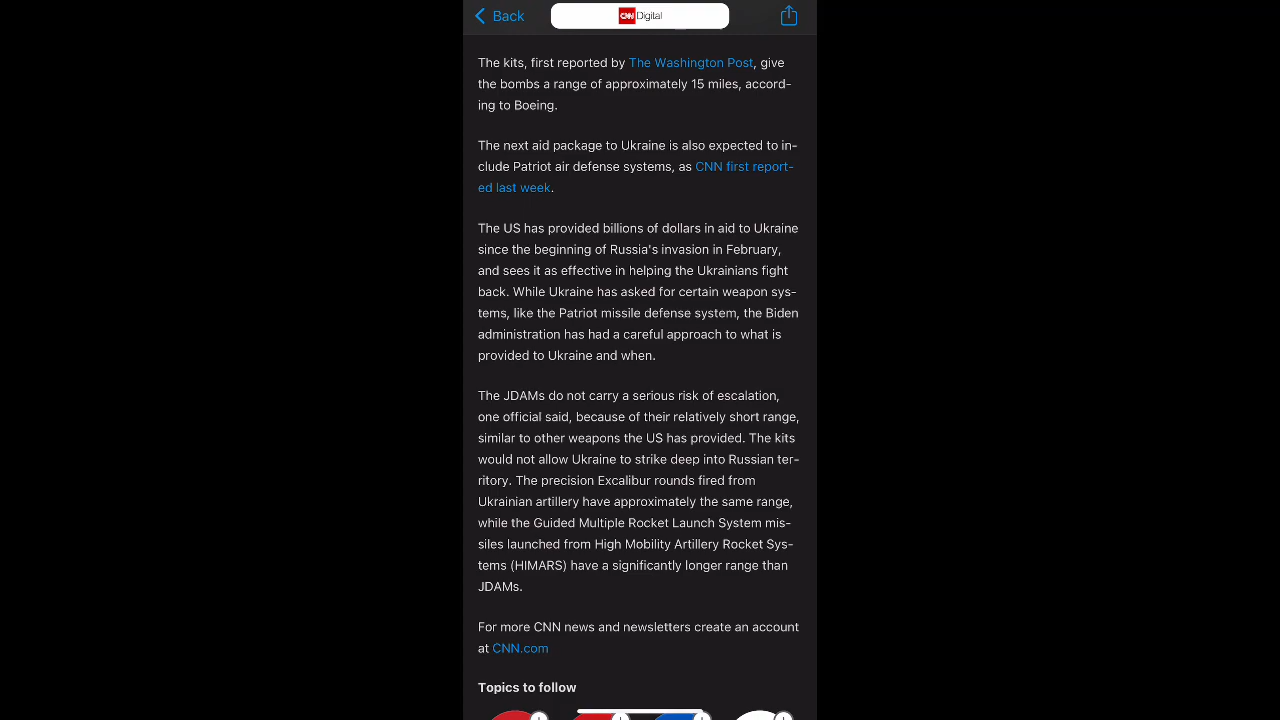 Back
CNN Digital
The kits, first reported by The Washington Post, give
the bombs a range of approximately 15 miles, accord-
ing to Boeing.
The next aid package to Ukraine is also expected to in-
clude Patriot air defense systems, as CNN first report-
ed last week.
The US has provided billions of dollars in aid to Ukraine
since the beginning of Russia's invasion in February,
and sees it as effective in helping the Ukrainians fight
back. While Ukraine has asked for certain weapon sys-
tems, like the Patriot missile defense system, the Biden
administration has had a careful approach to what is
provided to Ukraine and when.
The JDAMs do not carry a serious risk of escalation,
one official said, because of their relatively short range,
similar to other weapons the US has provided. The kits
would not allow Ukraine to strike deep into Russian ter-
ritory. The precision Excalibur rounds fired from
Ukrainian artillery have approximately the same range,
while the Guided Multiple Rocket Launch System mis-
siles launched from High Mobility Artillery Rocket Sys-
tems (HIMARS) have a significantly longer range than
JDAMs.
For more CNN news and newsletters create an account
at CNN.com
Topics to follow